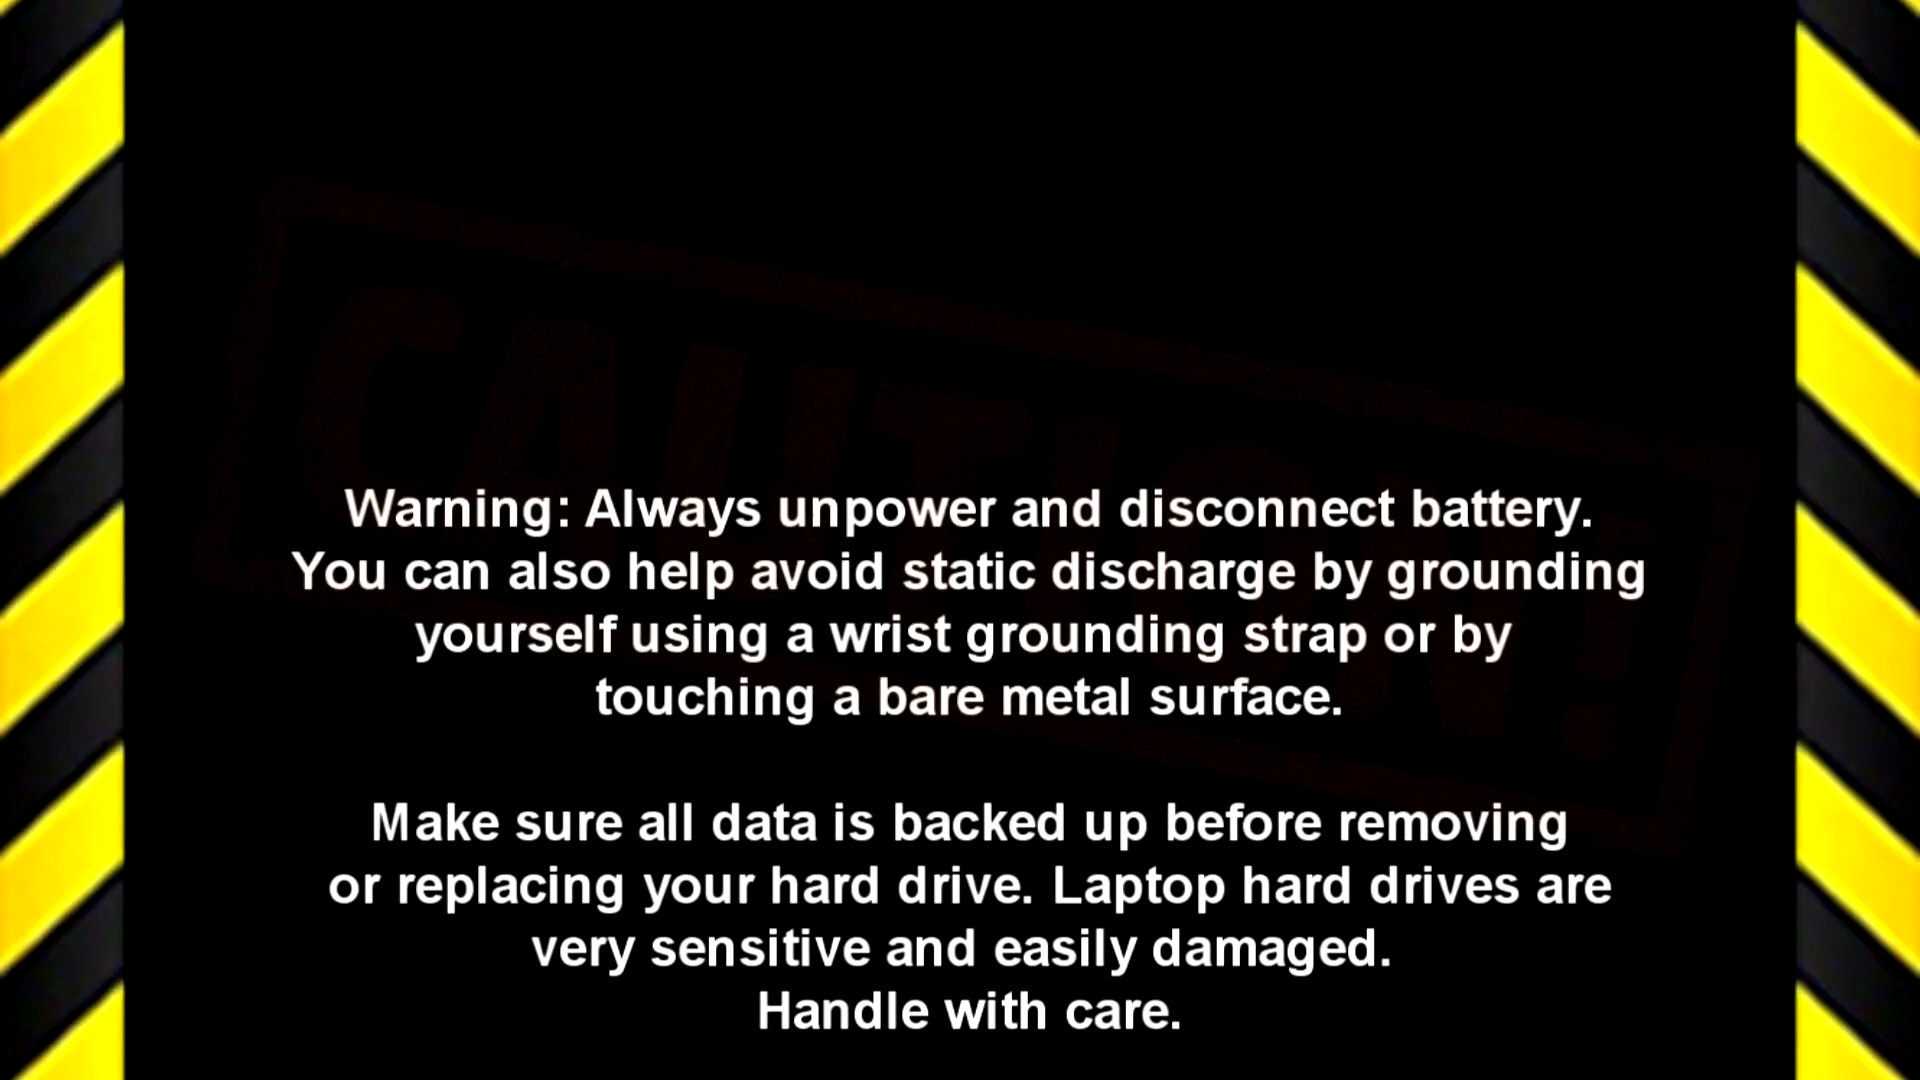 CAUTION!
Warning: Always unpower and disconnect battery.
You can also help avoid static discharge by grounding
yourself using a wrist grounding strap or by
touching a bare metal surface.
Make sure all data is backed up before removing
or replacing your hard drive. Laptop hard drives are
very sensitive and easily damaged.
Handle with care.